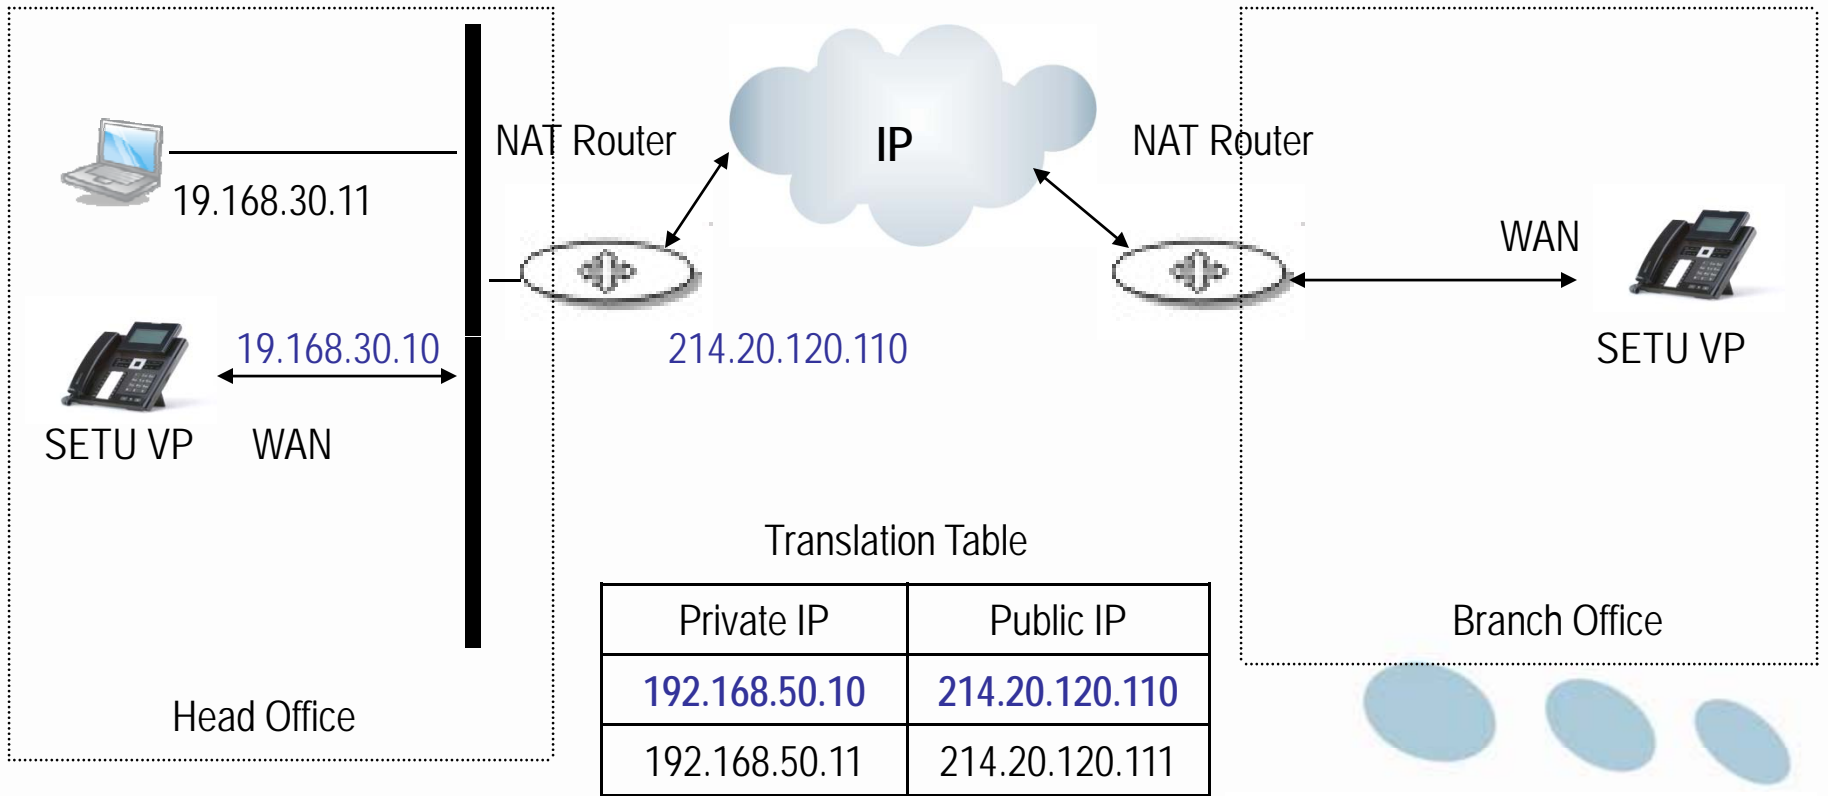 NAT Router
IP
NAT Router
19.168.30.11
WAN
19.168.30.10
214.20.120.110
SETU VP
SETU VP
WAN
Translation Table
Private IP
Public IP
192.168.50.10
214.20.120.110
192.168.50.11
214.20.120.111
Branch Office
Head Office